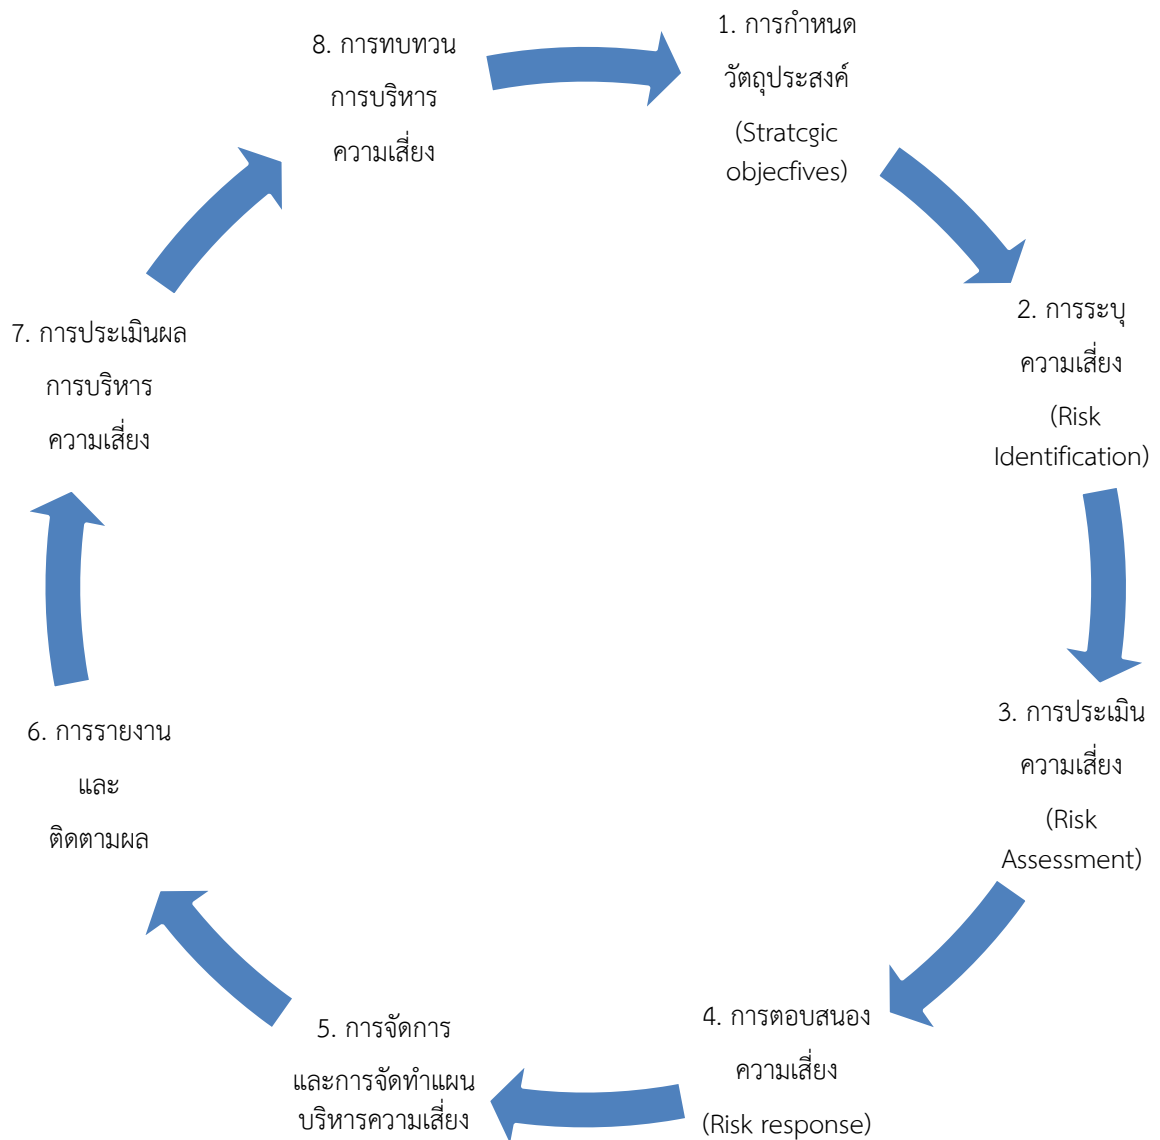 1. การกำหนด
วัตถุประสงค์
(Stratcgic
objecfives)
2. การระบุ
ความเสี่ยง
(Risk
Identification)
3. การประเมิน
ความเสี่ยง
(Risk
Assessment)
4. การตอบสนอง
ความเสี่ยง
(Risk response)
5. การจัดการ
และการจัดทำแผน
บริหารความเสี่ยง
6. การรายงาน
และ
ติดตามผล
7. การประเมินผล
การบริหาร
ความเสี่ยง
8. การทบทวน
การบริหาร
ความเสี่ยง